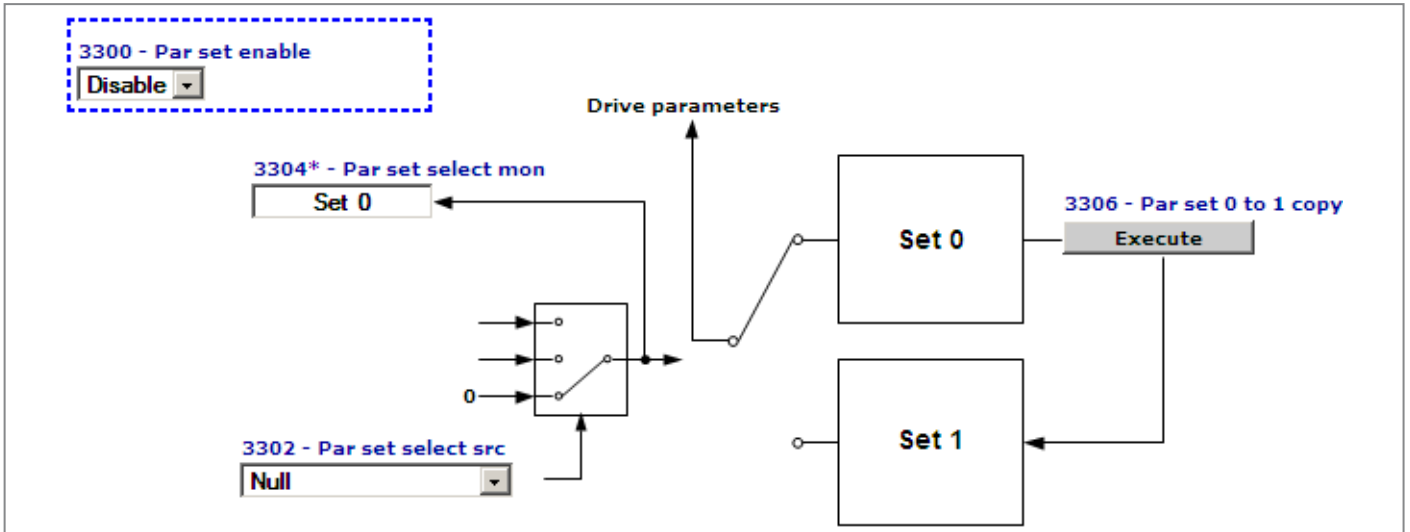 3300 - Par set enable
Disable
Drive parameters
3304* - Par set select mon
Set 0
Set 0
3306 - Par set 0 to 1 copy
Execute
0
3302 - Par set select src
Null
Set 1